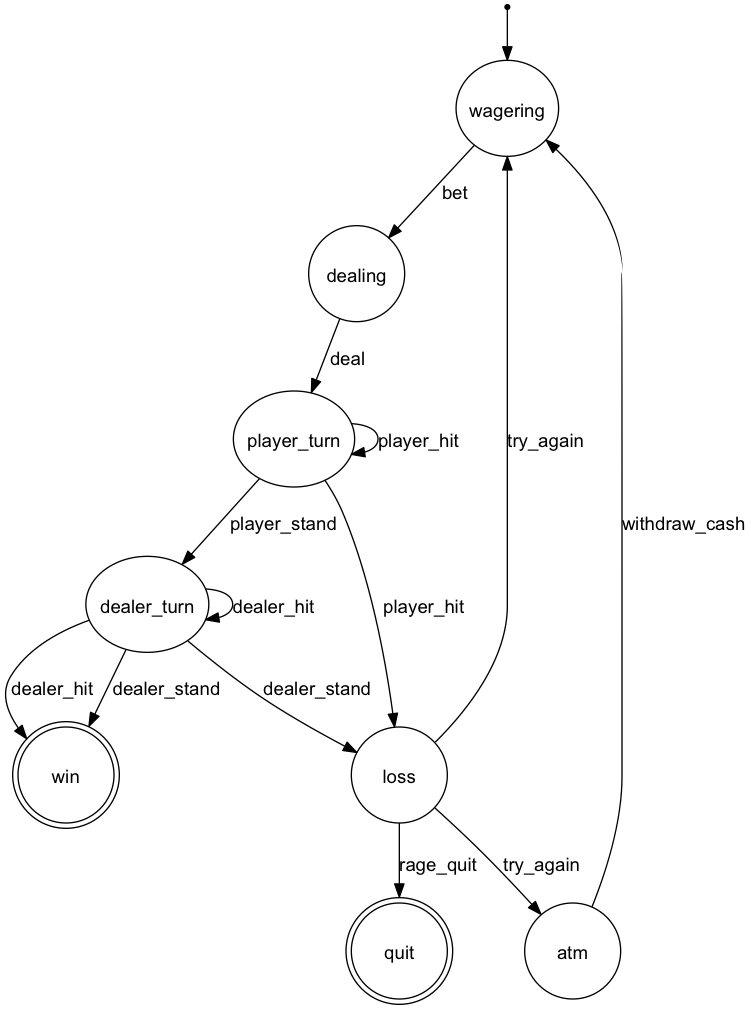 wagering
bet
dealing
deal
player_turn
player_hit
try_again
player_stand
withdraw_cash
dealer_turn
dealer_hit
player_hit
dealer_hit
dealer_stand
dealer_stand
win
loss
rage_quit
try_again
quit
atm